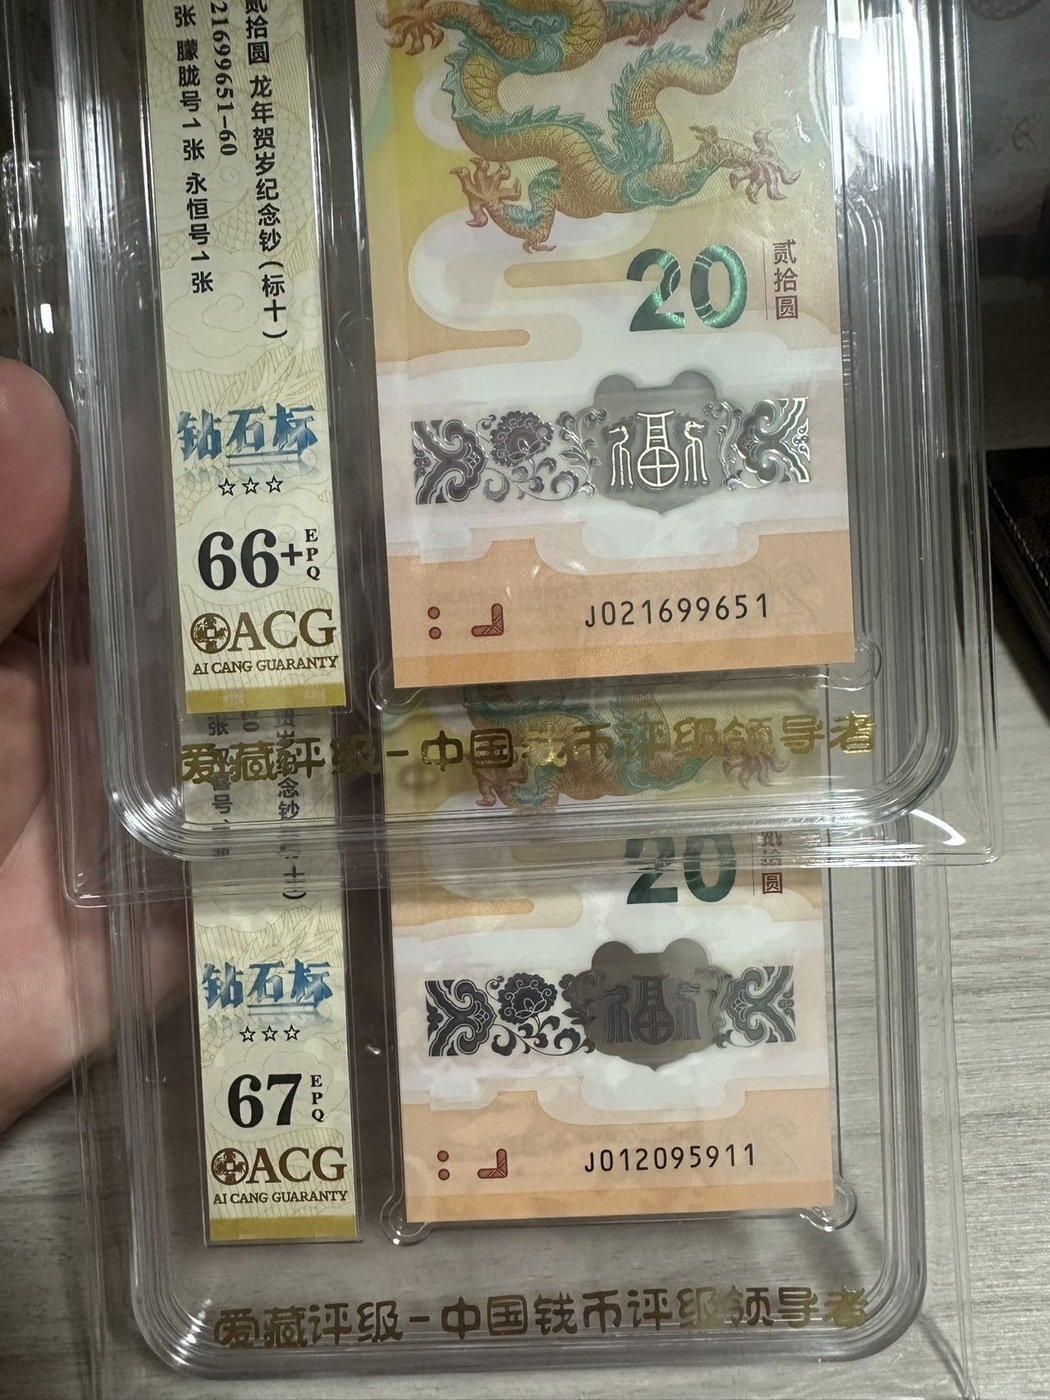 贰拾圆 龙年贺岁纪念钞(标十)
21699651-60
张 朦胧号1 张 永恒号1 张
钻石标
☆☆☆
66+
EPQ
ACG
AI CANG GUARANTY
20
贰拾圆
福
J021699651
爱藏评级-中国钱币评级领导者
20
钻石标
☆☆☆
67
EPQ
ACG
AI CANG GUARANTY
福
J012095911
爱藏评级-中国钱币评级领导者